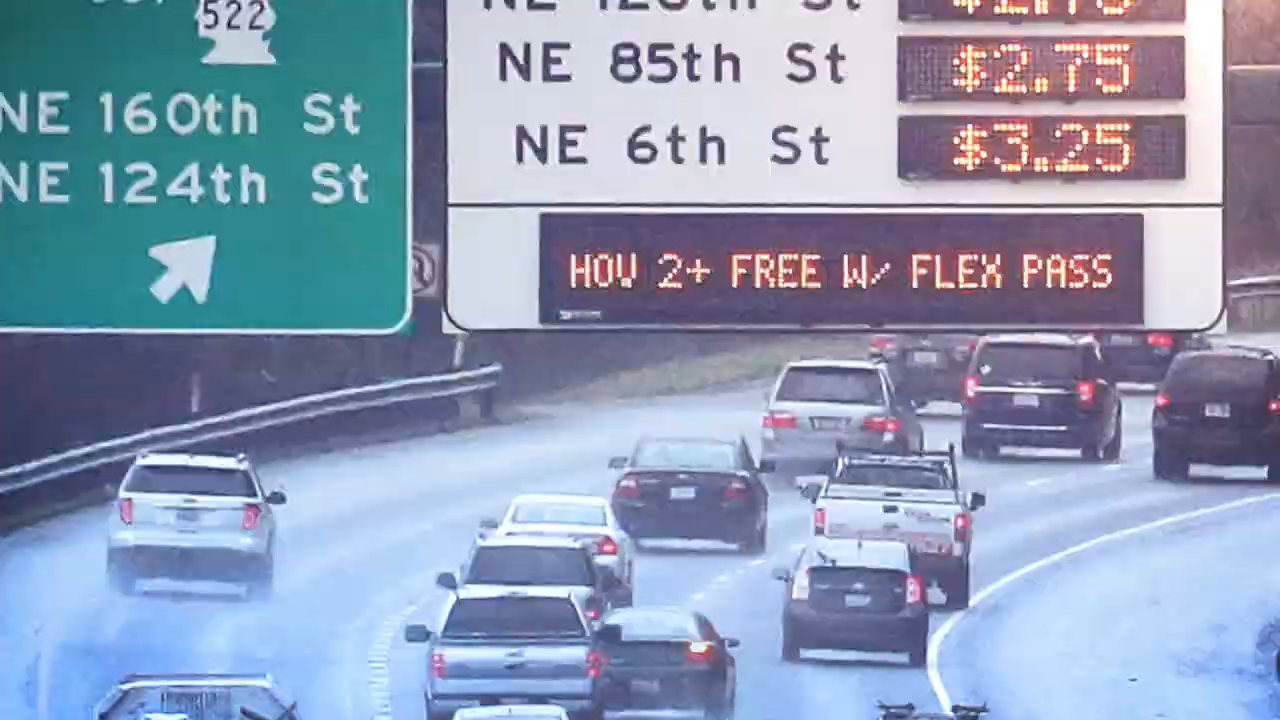 522
NE 160th St
NE 124th St
NE 85th St $2.75
NE 6th St $3.25
HOV 2+ FREE W/ FLEX PASS